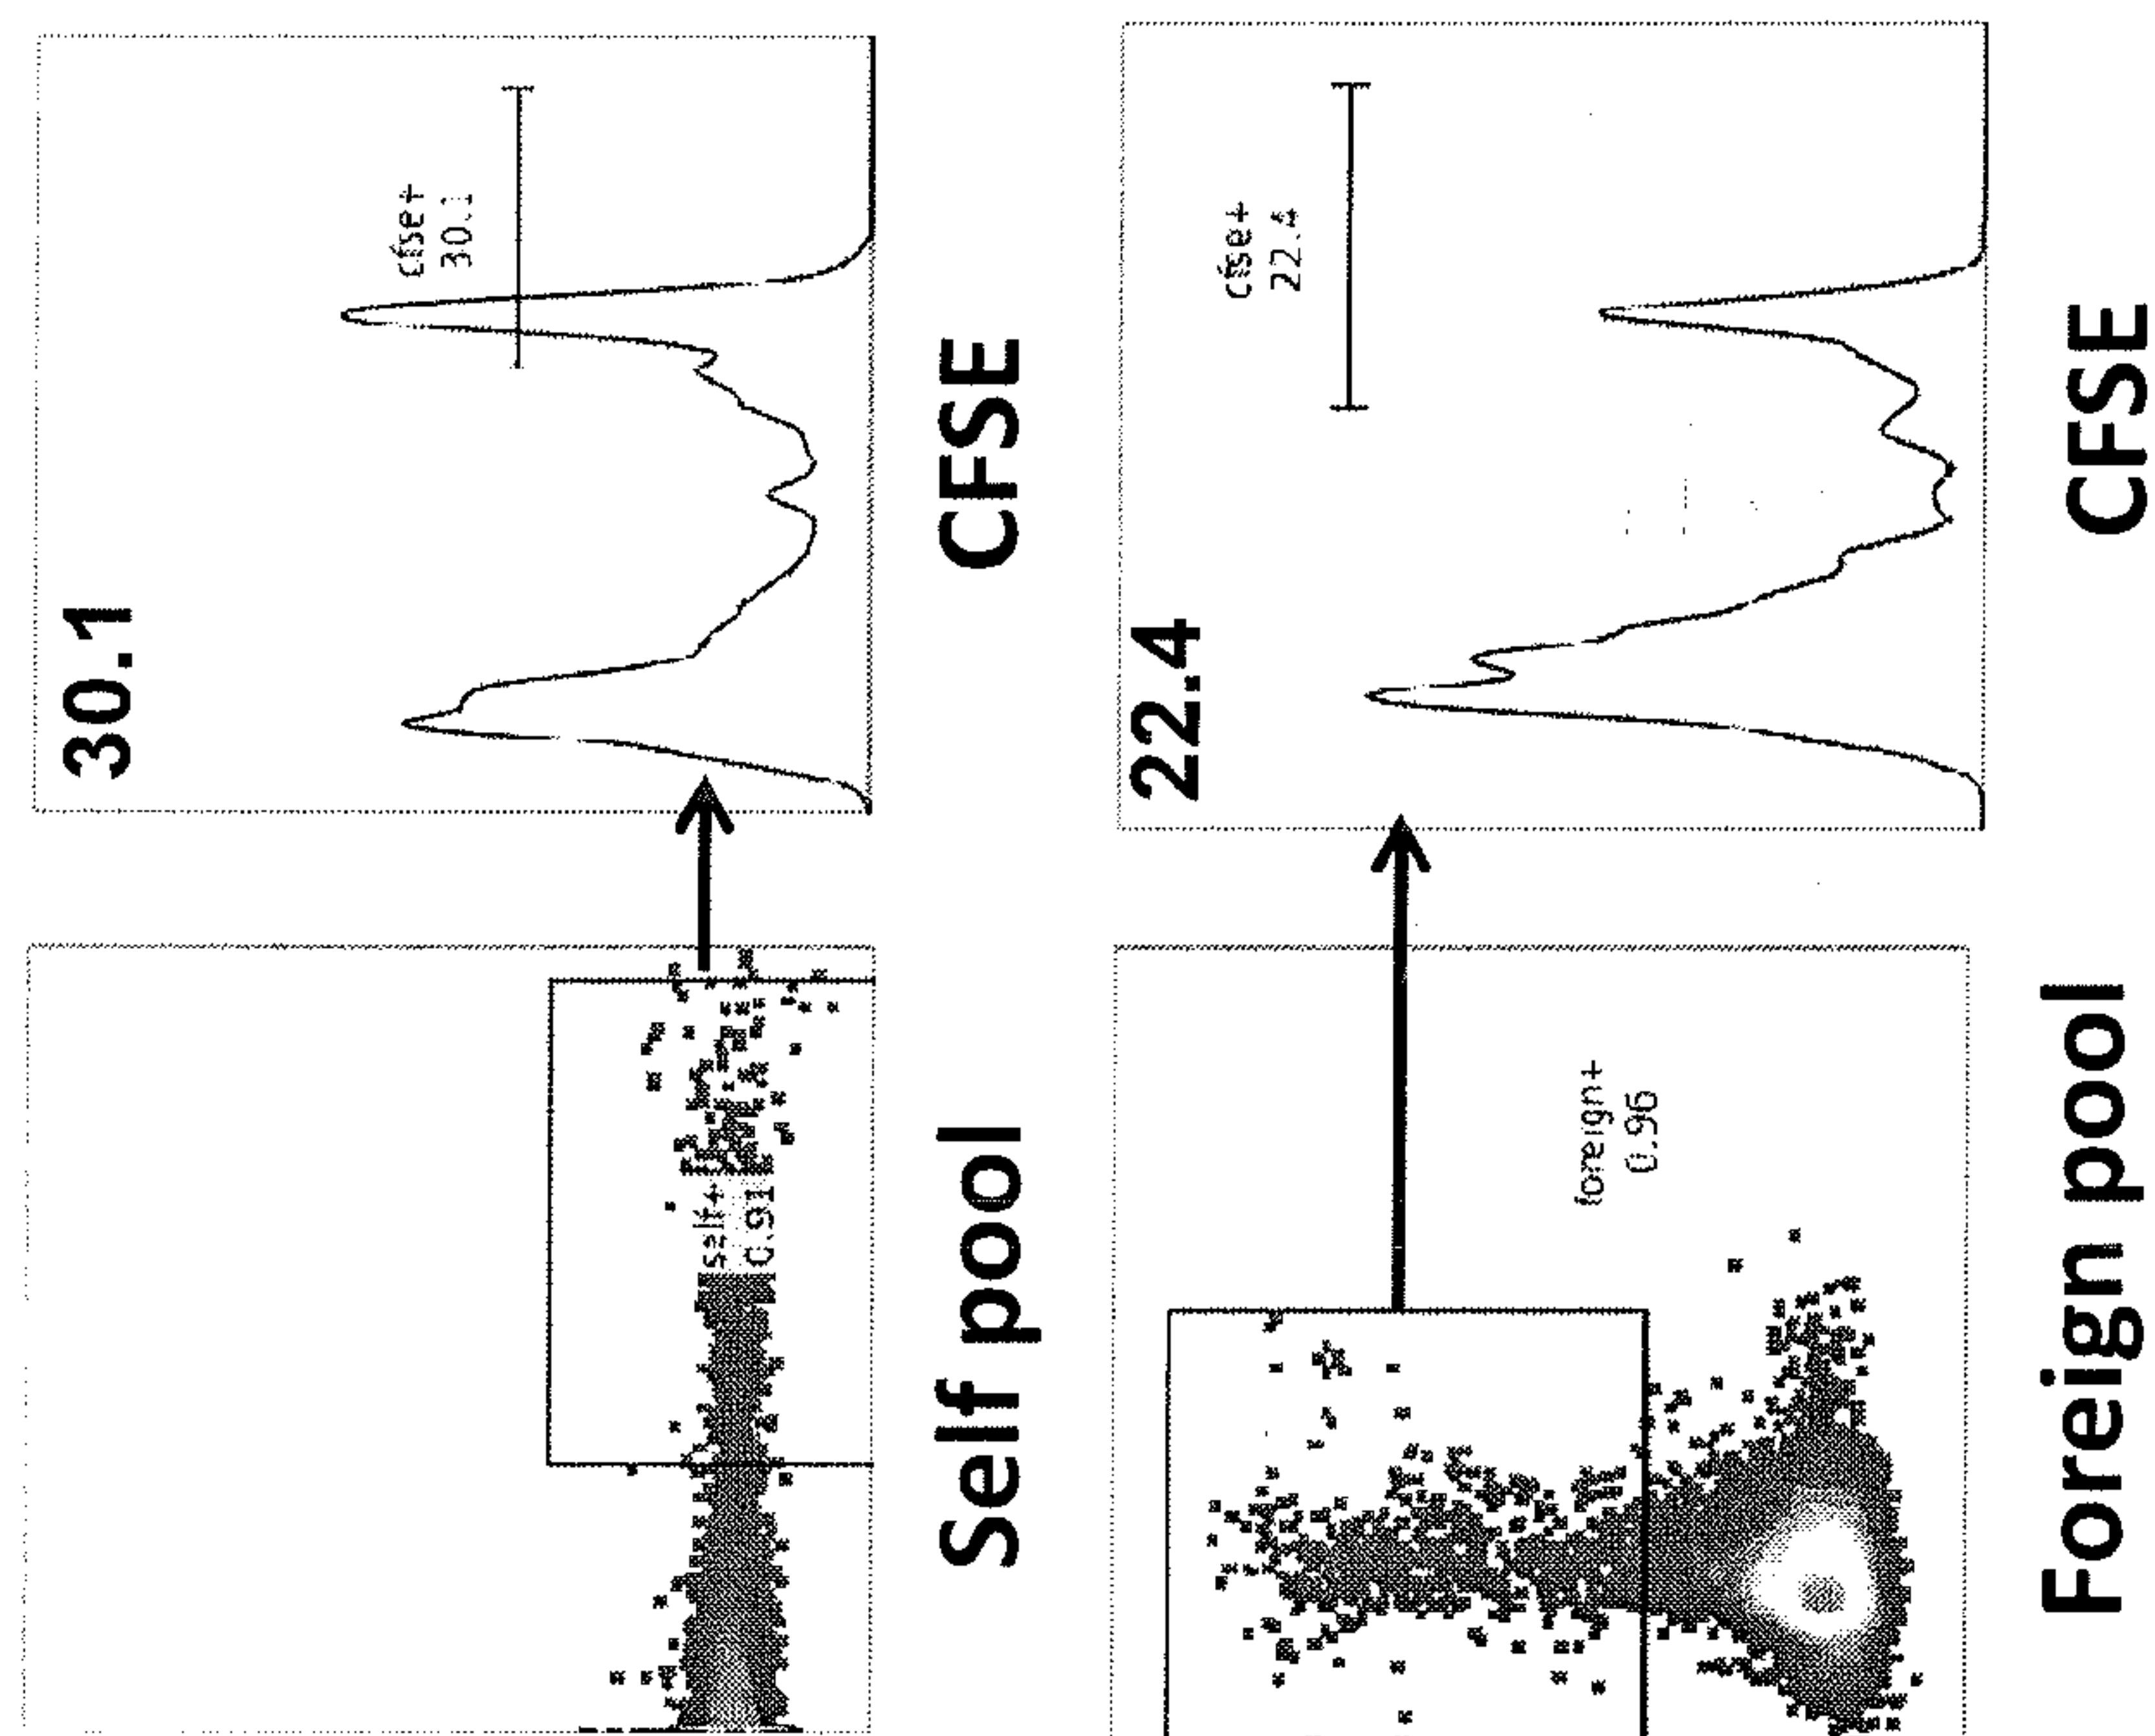 30.1
cfse+
30.1
CFSE
self+
0.91
Self pool
22.4
cfse+
22.4
CFSE
foreign+
0.96
Foreign pool